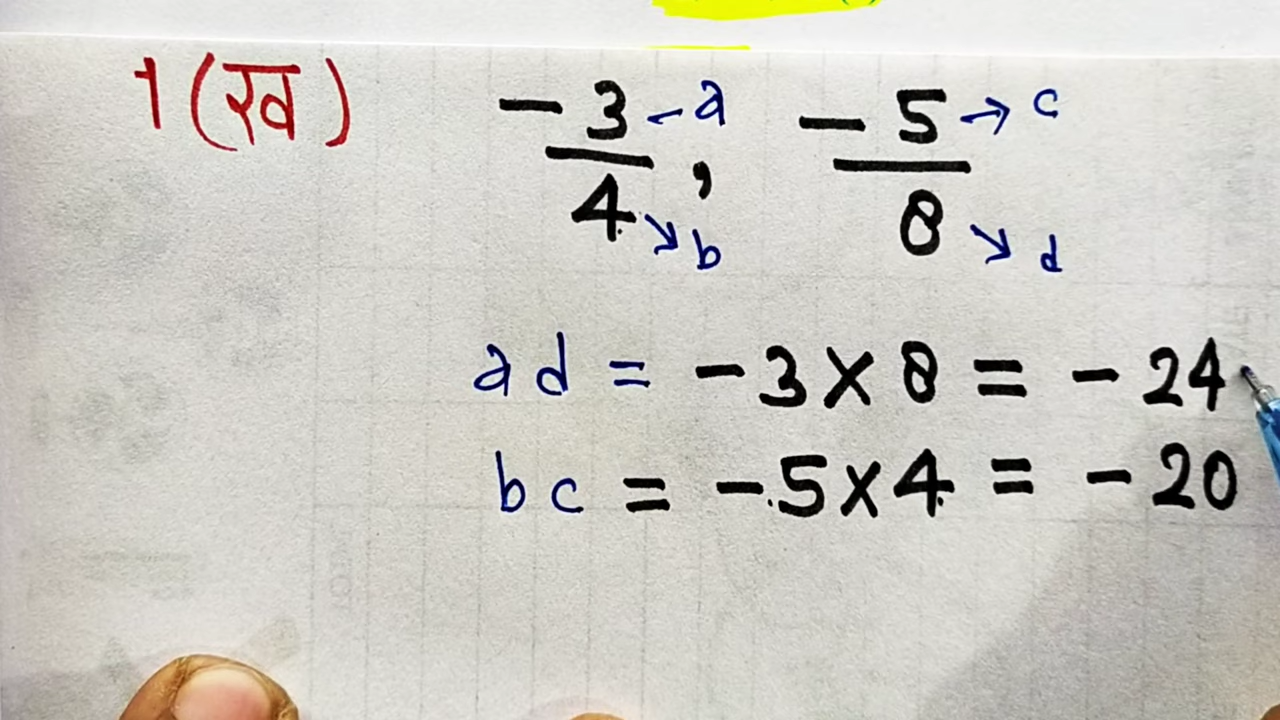 1 (ख)
-3/4 , -5/8
a c
b d
ad = -3 × 8 = -24
bc = -5 × 4 = -20